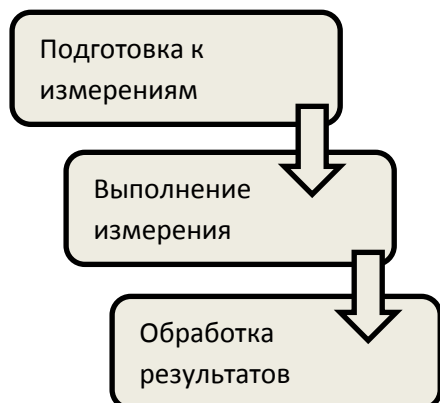 Подготовка к
измерениям
Выполнение
измерения
Обработка
результатов